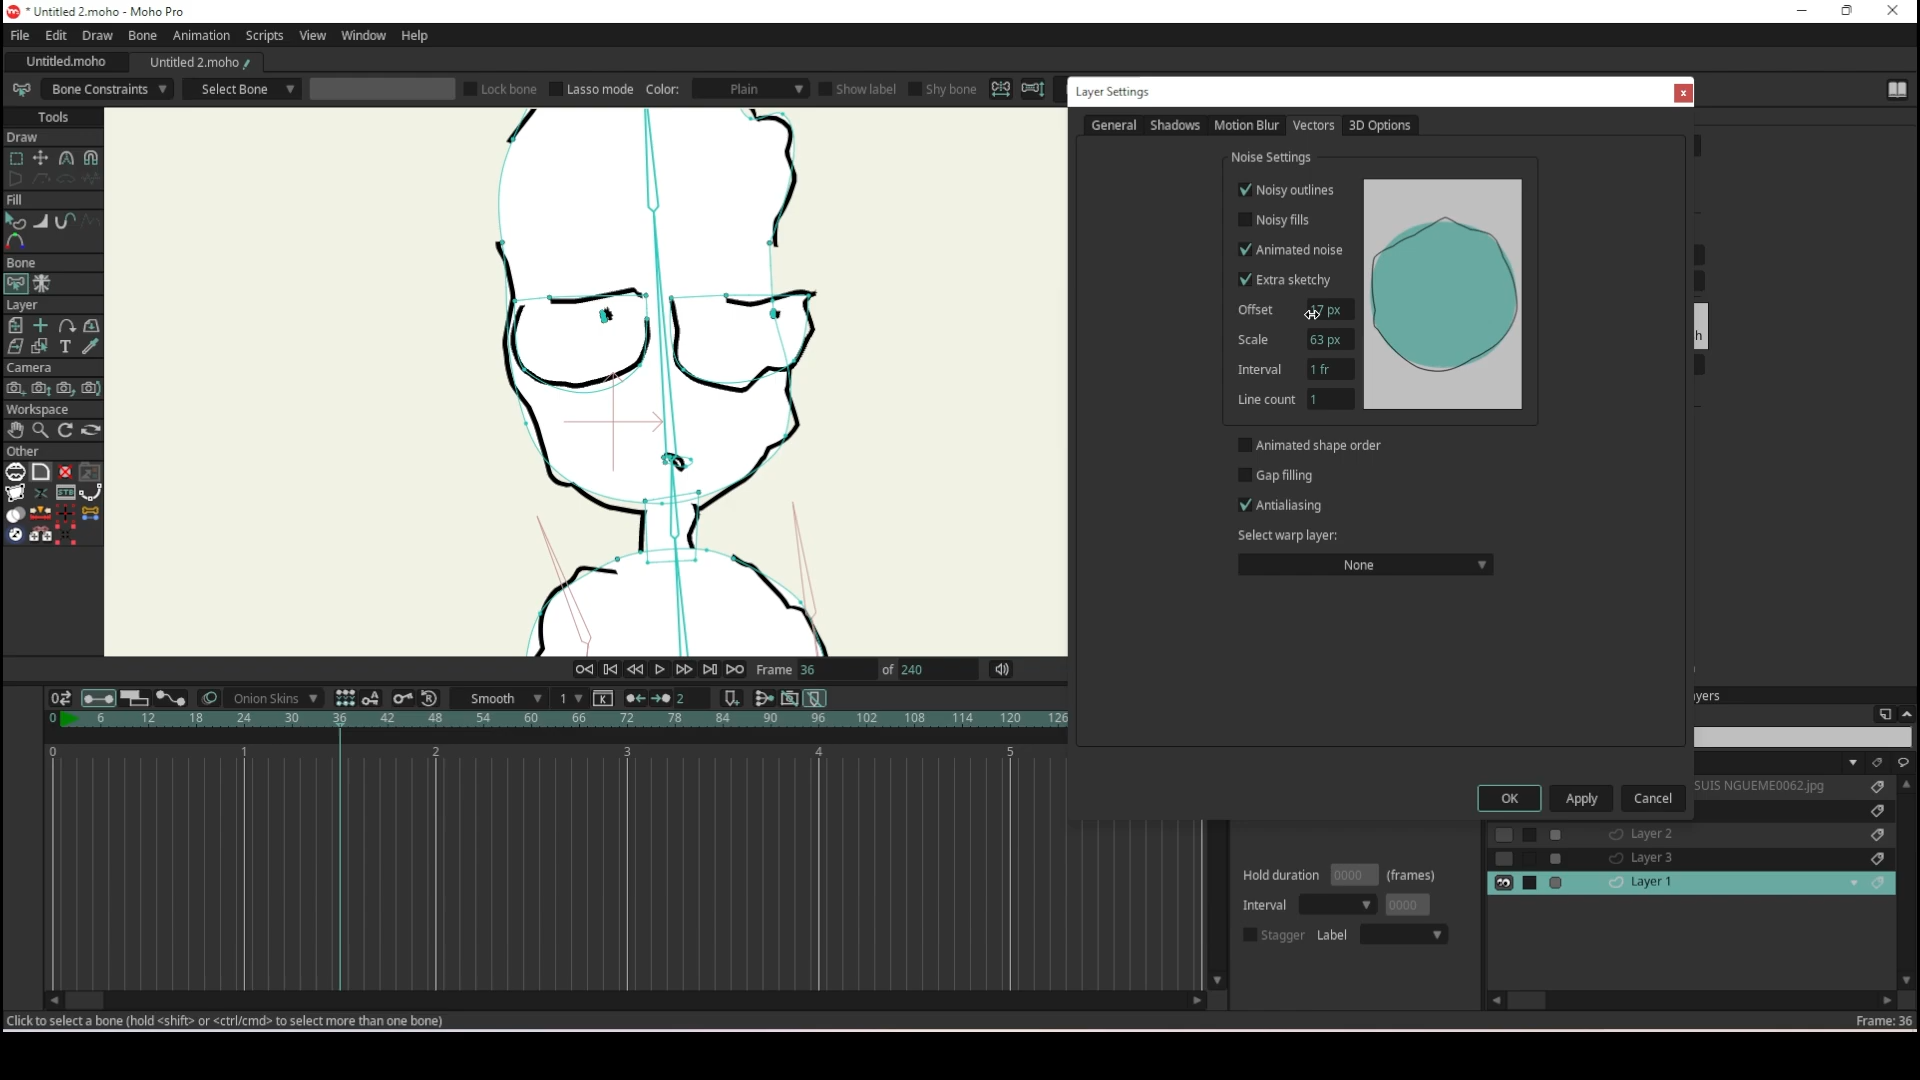 * Untitled 2.moho - Moho Pro
File Edit Draw Bone Animation Scripts View Window Help
Untitled.moho Untitled 2.moho
Bone Constraints Select Bone Lock bone Lasso mode Color: Plain Show label Shy bone
Layer Settings
General Shadows Motion Blur Vectors 3D Options
Tools
Draw
Fill
Bone
Layer
Camera
Workspace
Other
Noise Settings
Noisy outlines
Noisy fills
Animated noise
Extra sketchy
Offset 17 px
Scale 63 px
Interval 1 fr
Line count 1
Animated shape order
Gap filling
Antialiasing
Select warp layer:
None
OK Apply Cancel
Frame 36 of 240
Onion Skins Smooth 1 2
0 6 12 18 24 30 36 42 48 54 60 66 72 78 84 90 96 102 108 114 120 126
0 1 2 3 4 5
yers
SUIS NGUEME0062.jpg
Layer 2
Layer 3
Layer 1
Hold duration 0000 (frames)
Interval 0000
Stagger Label
Click to select a bone (hold <shift> or <ctrl/cmd> to select more than one bone)
Frame: 36